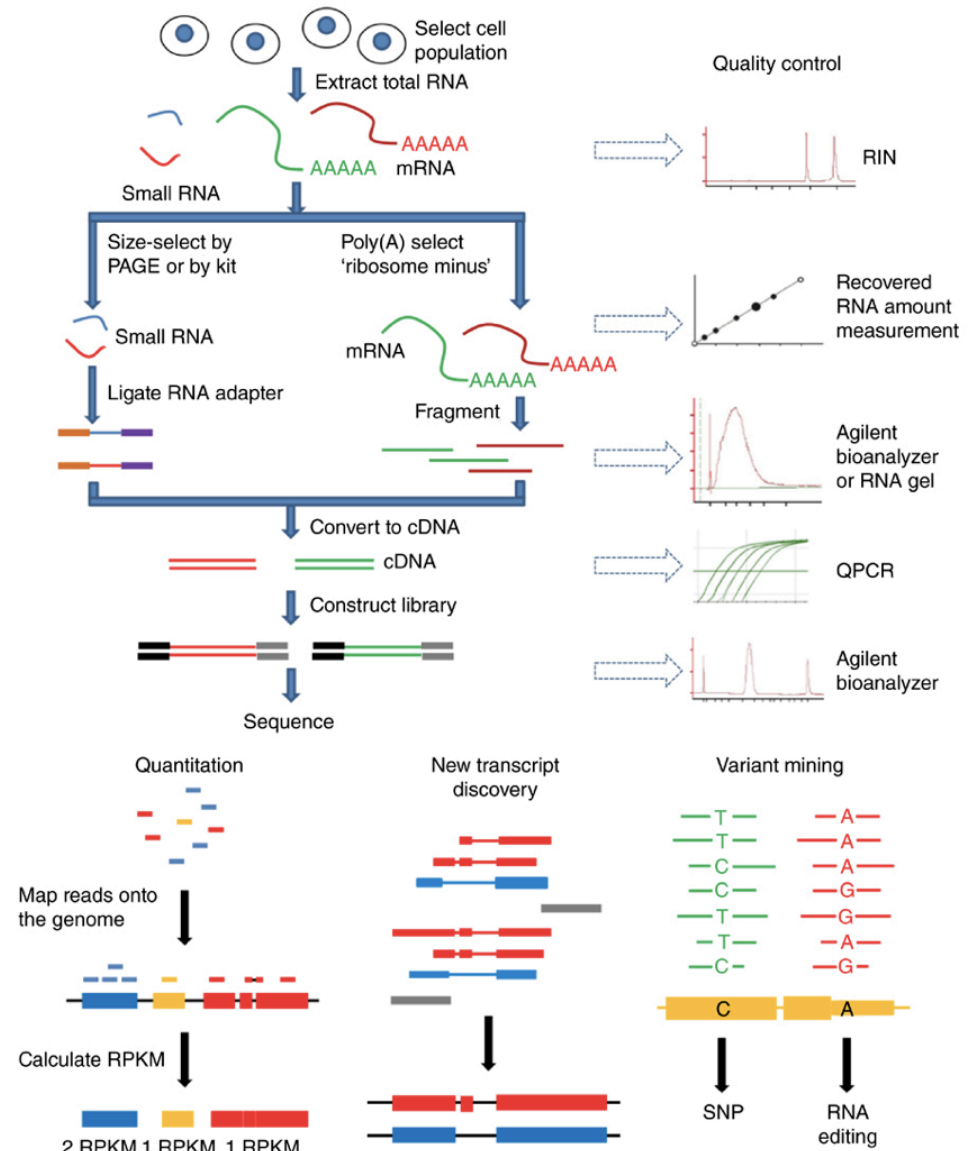 Select cell
population
Extract total RNA
Quality control
AAAAA
AAAAA
mRNA
RIN
Small RNA
Size-select by
PAGE or by kit
Poly(A) select
‘ribosome minus’
Recovered
RNA amount
measurement
Small RNA
mRNA
AAAAA
AAAAA
Ligate RNA adapter
Fragment
Agilent
bioanalyzer
or RNA gel
Convert to cDNA
cDNA
QPCR
Construct library
Agilent
bioanalyzer
Sequence
Quantitation
Map reads onto
the genome
Calculate RPKM
2 RPKM 1 RPKM 1 RPKM
New transcript
discovery
Variant mining
T A
T A
C A
C G
T G
T A
C G
C A
SNP
RNA
editing